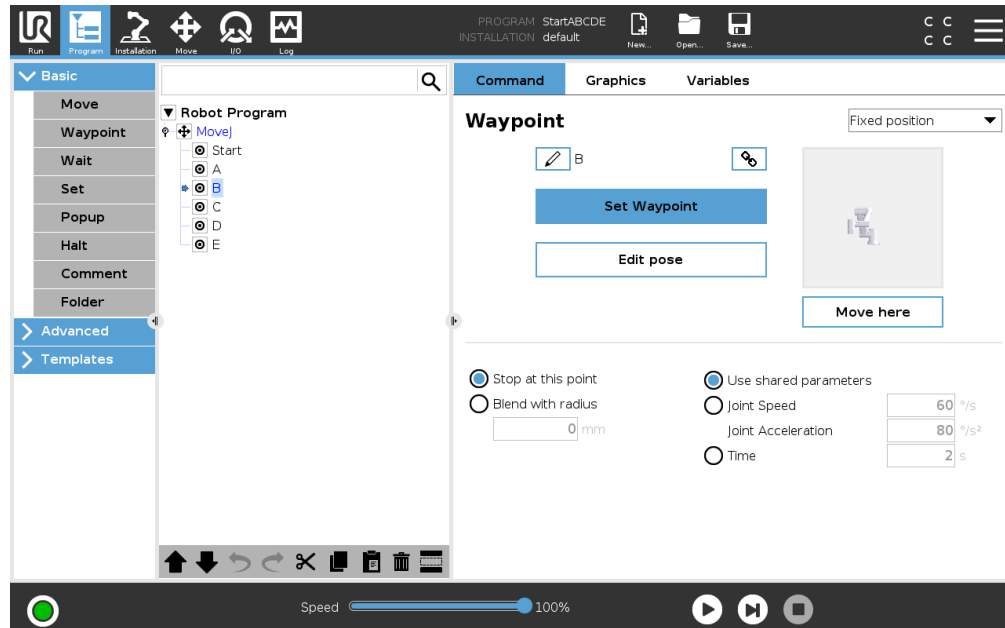 PROGRAM StartABCDE
INSTALLATION default
Run
Program
Installation
Move
I/O
Log
New...
Open...
Save...
C C
C C
Basic
Move
Waypoint
Wait
Set
Popup
Halt
Comment
Folder
Advanced
Templates
Robot Program
MoveJ
Start
A
B
C
D
E
Command Graphics Variables
Waypoint
Fixed position
B
Set Waypoint
Edit pose
Move here
Stop at this point
Blend with radius
0 mm
Use shared parameters
Joint Speed 60 °/s
Joint Acceleration 80 °/s²
Time 2 s
Speed 100%